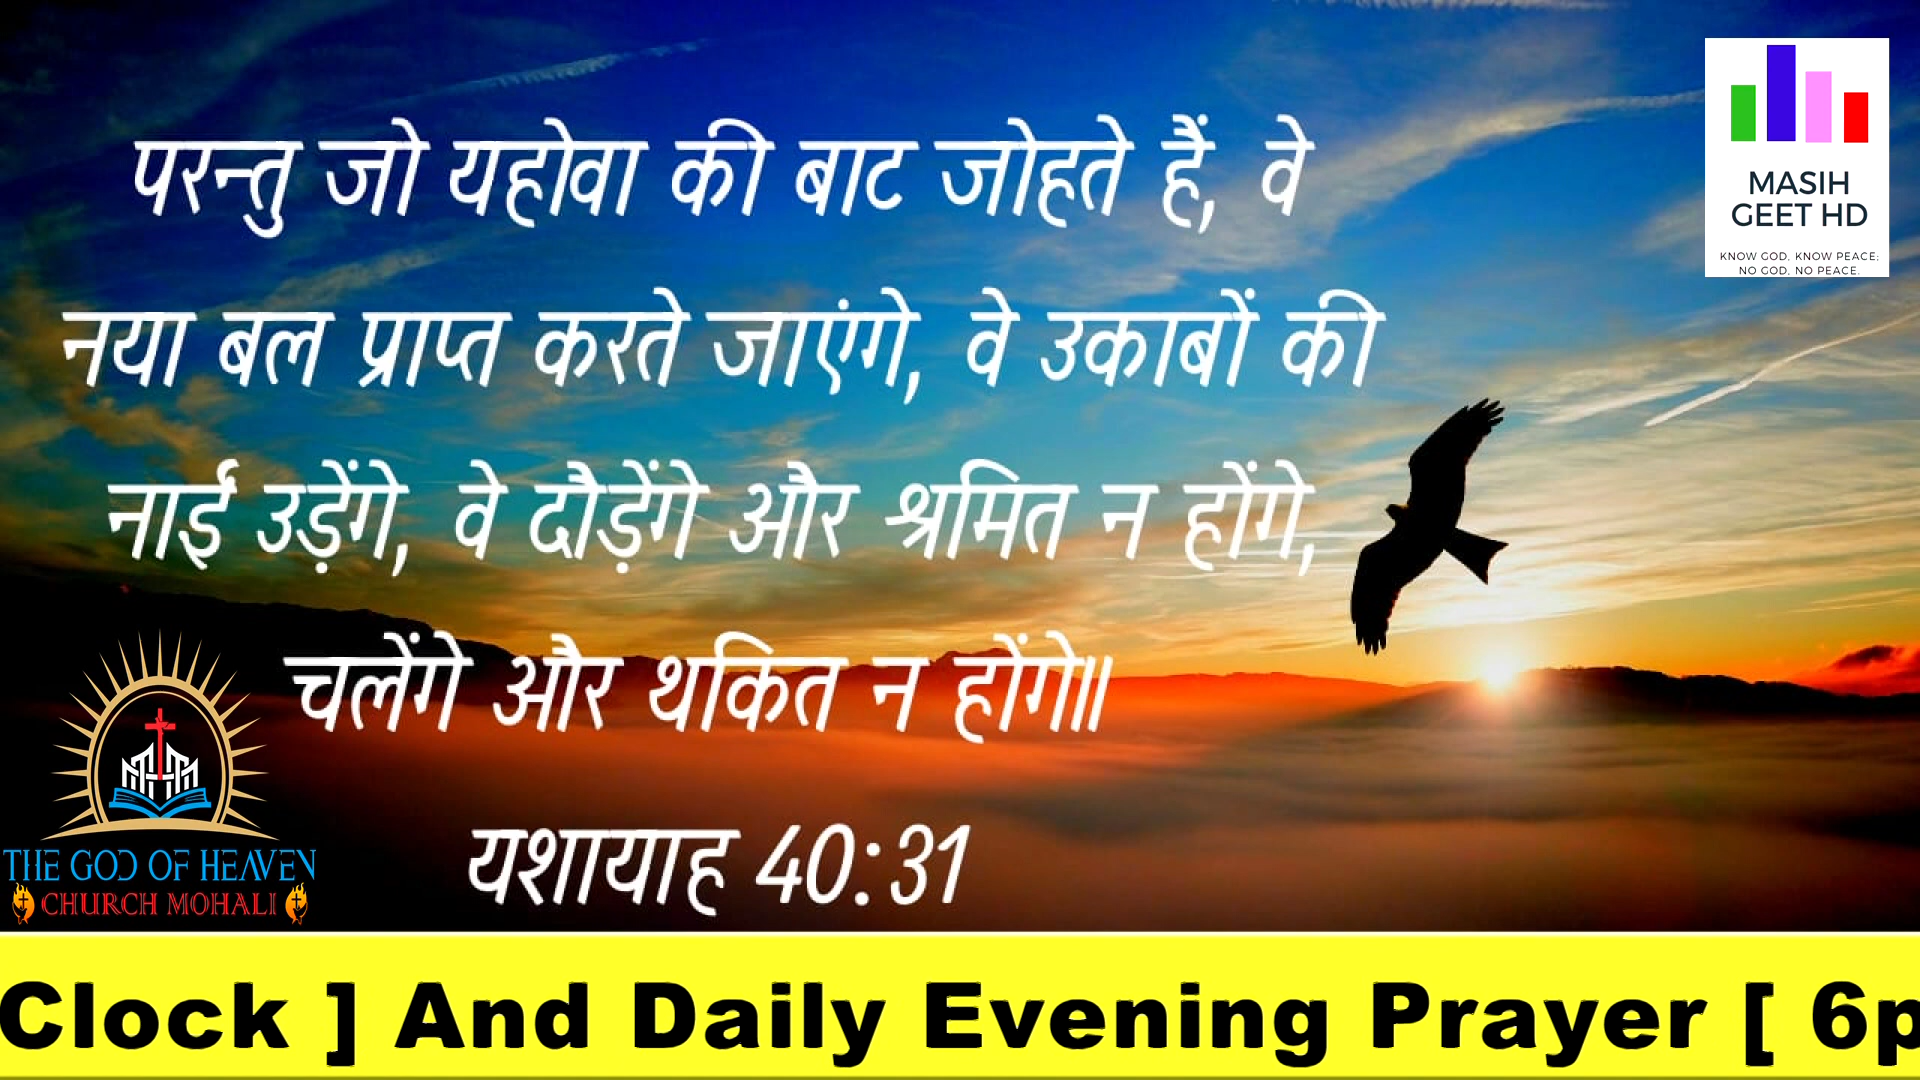 परन्तु जो यहोवा की बाट जोहते हैं, वे
नया बल प्राप्त करते जाएंगे, वे उकाबों की
नाईं उड़ेंगे, वे दौड़ेंगे और श्रमित न होंगे,
चलेंगे और थकित न होंगे॥
यशायाह 40:31
MASIH
GEET HD
KNOW GOD, KNOW PEACE;
NO GOD, NO PEACE.
THE GOD OF HEAVEN
CHURCH MOHALI
Clock ] And Daily Evening Prayer [ 6p